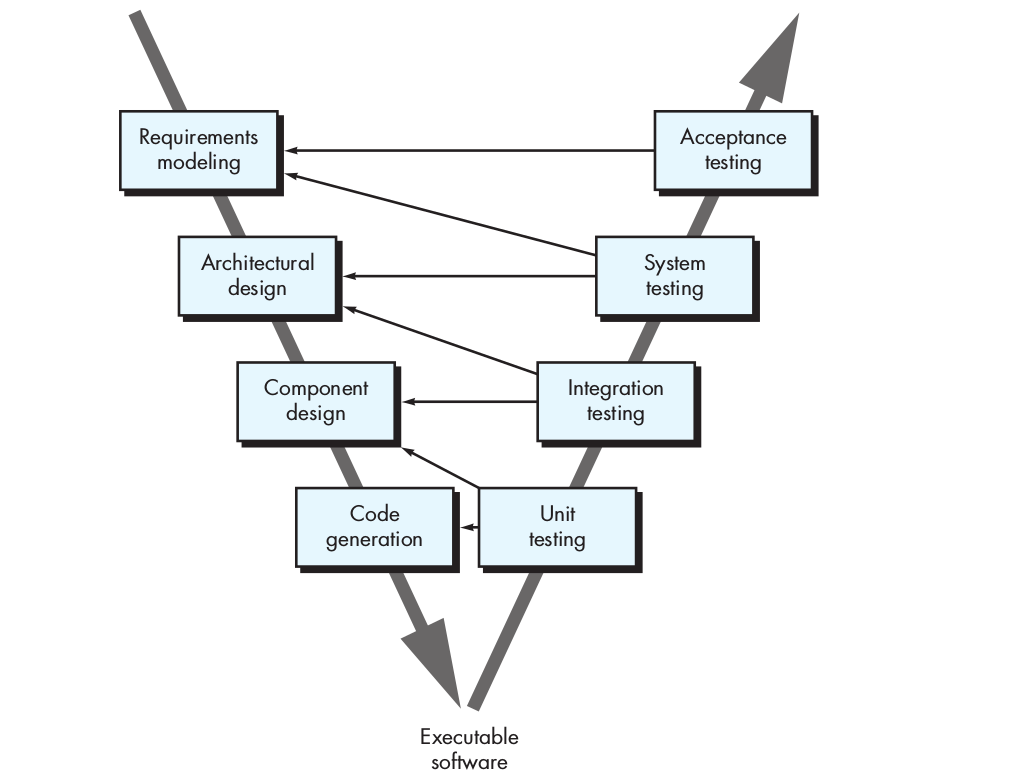 Requirements
modeling
Acceptance
testing
Architectural
design
System
testing
Component
design
Integration
testing
Code
generation
Unit
testing
Executable
software